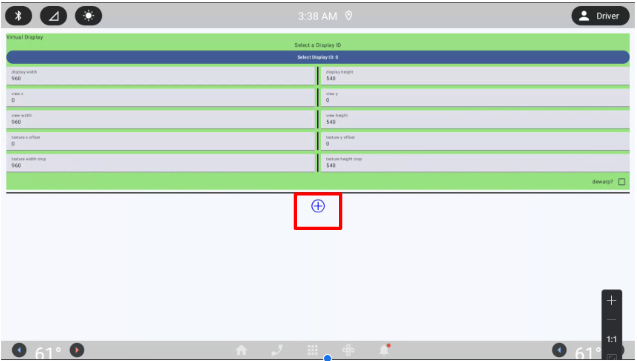 3:38 AM
Driver
Virtual Display
Select a Display ID
Select Display ID: 0
display width
960
display height
540
view x
0
view y
0
view width
960
view height
540
texture x offset
0
texture y offset
0
texture width crop
960
texture height crop
540
dewarp?
1:1
61°
61°